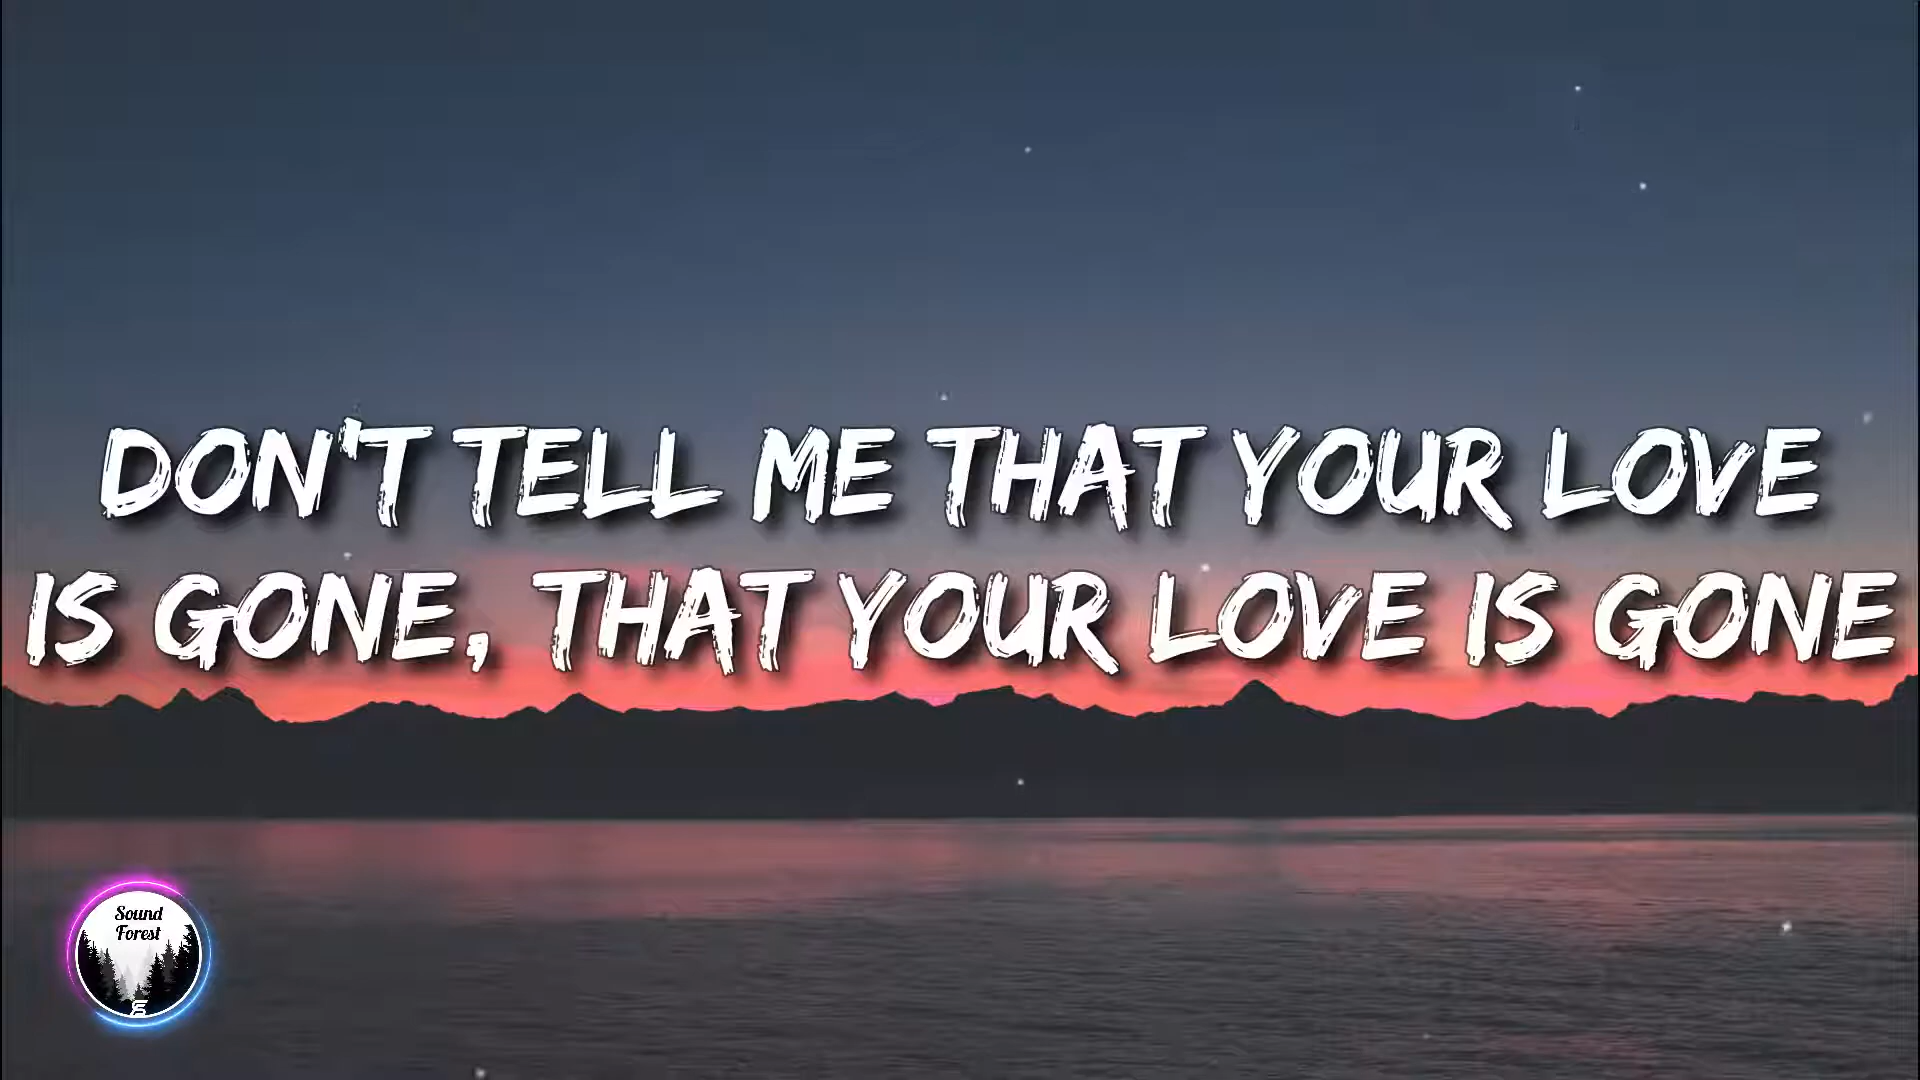 DON'T TELL ME THAT YOUR LOVE
IS GONE, THAT YOUR LOVE IS GONE
Sound
Forest